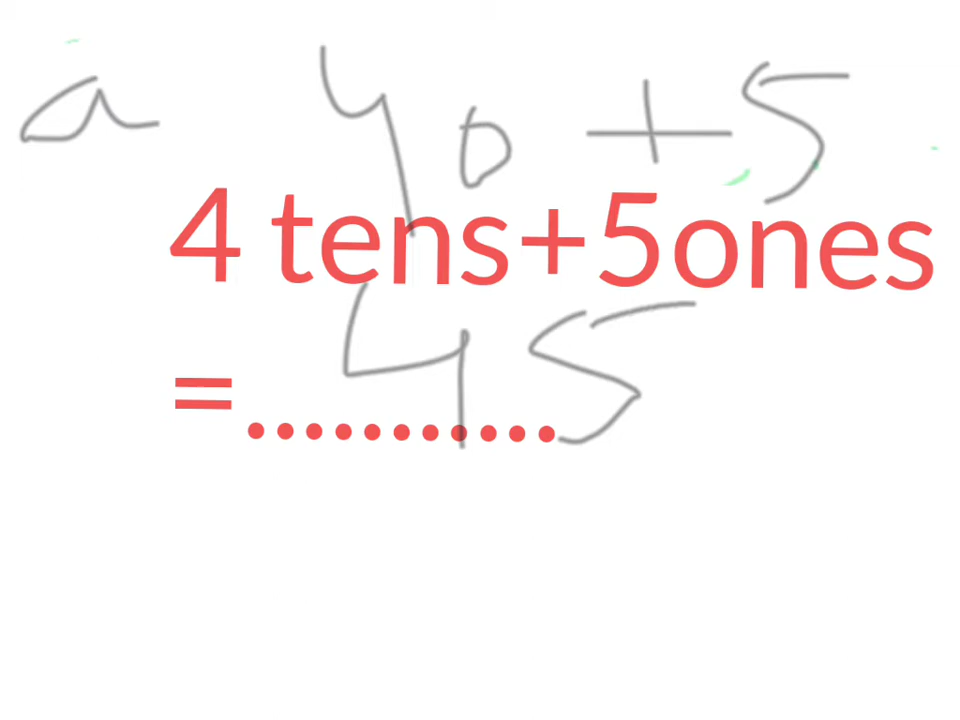 a 40+5
4 tens+5ones
45
=............